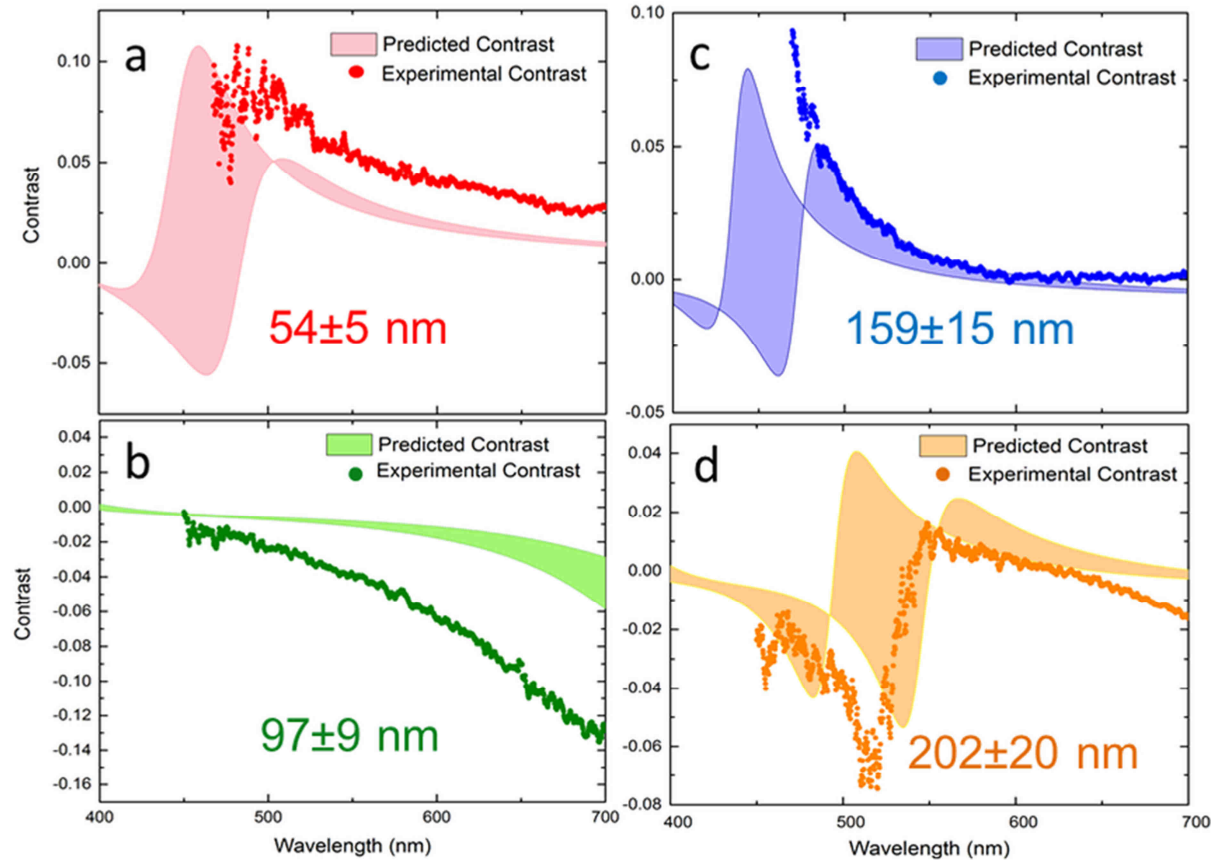 a
Predicted Contrast
Experimental Contrast
0.10
0.05
0.00
-0.05
Contrast
54±5 nm
b
Predicted Contrast
Experimental Contrast
0.04
0.02
0.00
-0.02
-0.04
-0.06
-0.08
-0.10
-0.12
-0.14
-0.16
Contrast
97±9 nm
400
500
600
700
Wavelength (nm)
c
Predicted Contrast
Experimental Contrast
0.10
0.05
0.00
-0.05
159±15 nm
400
500
600
700
d
Predicted Contrast
Experimental Contrast
0.04
0.02
0.00
-0.02
-0.04
-0.06
-0.08
202±20 nm
400
500
600
700
Wavelength (nm)